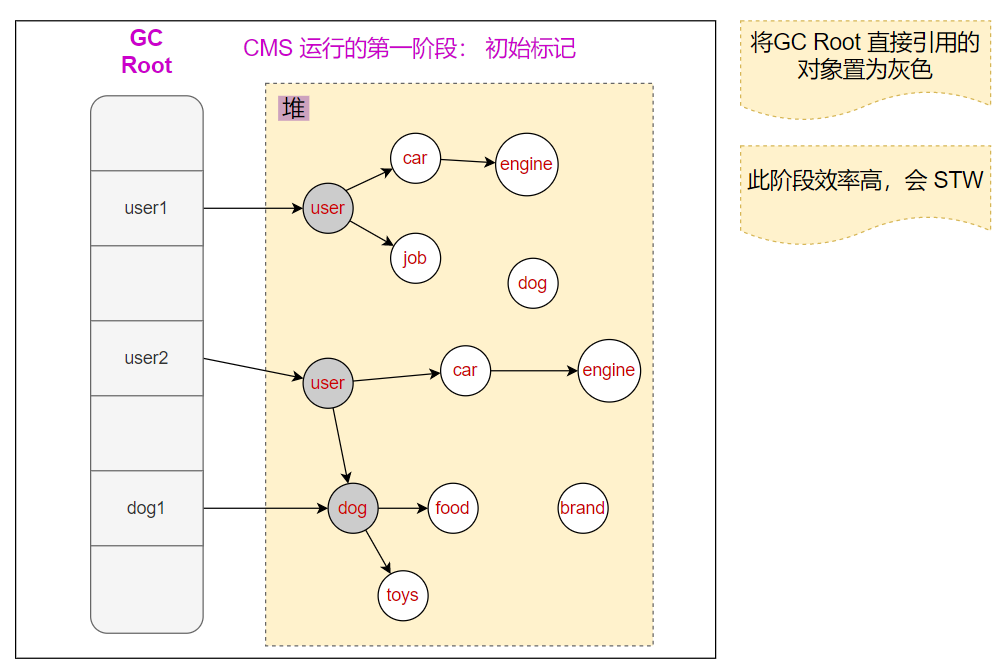 GC
Root
CMS 运行的第一阶段： 初始标记
将GC Root 直接引用的
对象置为灰色
堆
car
engine
此阶段效率高，会 STW
user1
user
job
dog
user2
user
car
engine
dog1
dog
food
brand
toys